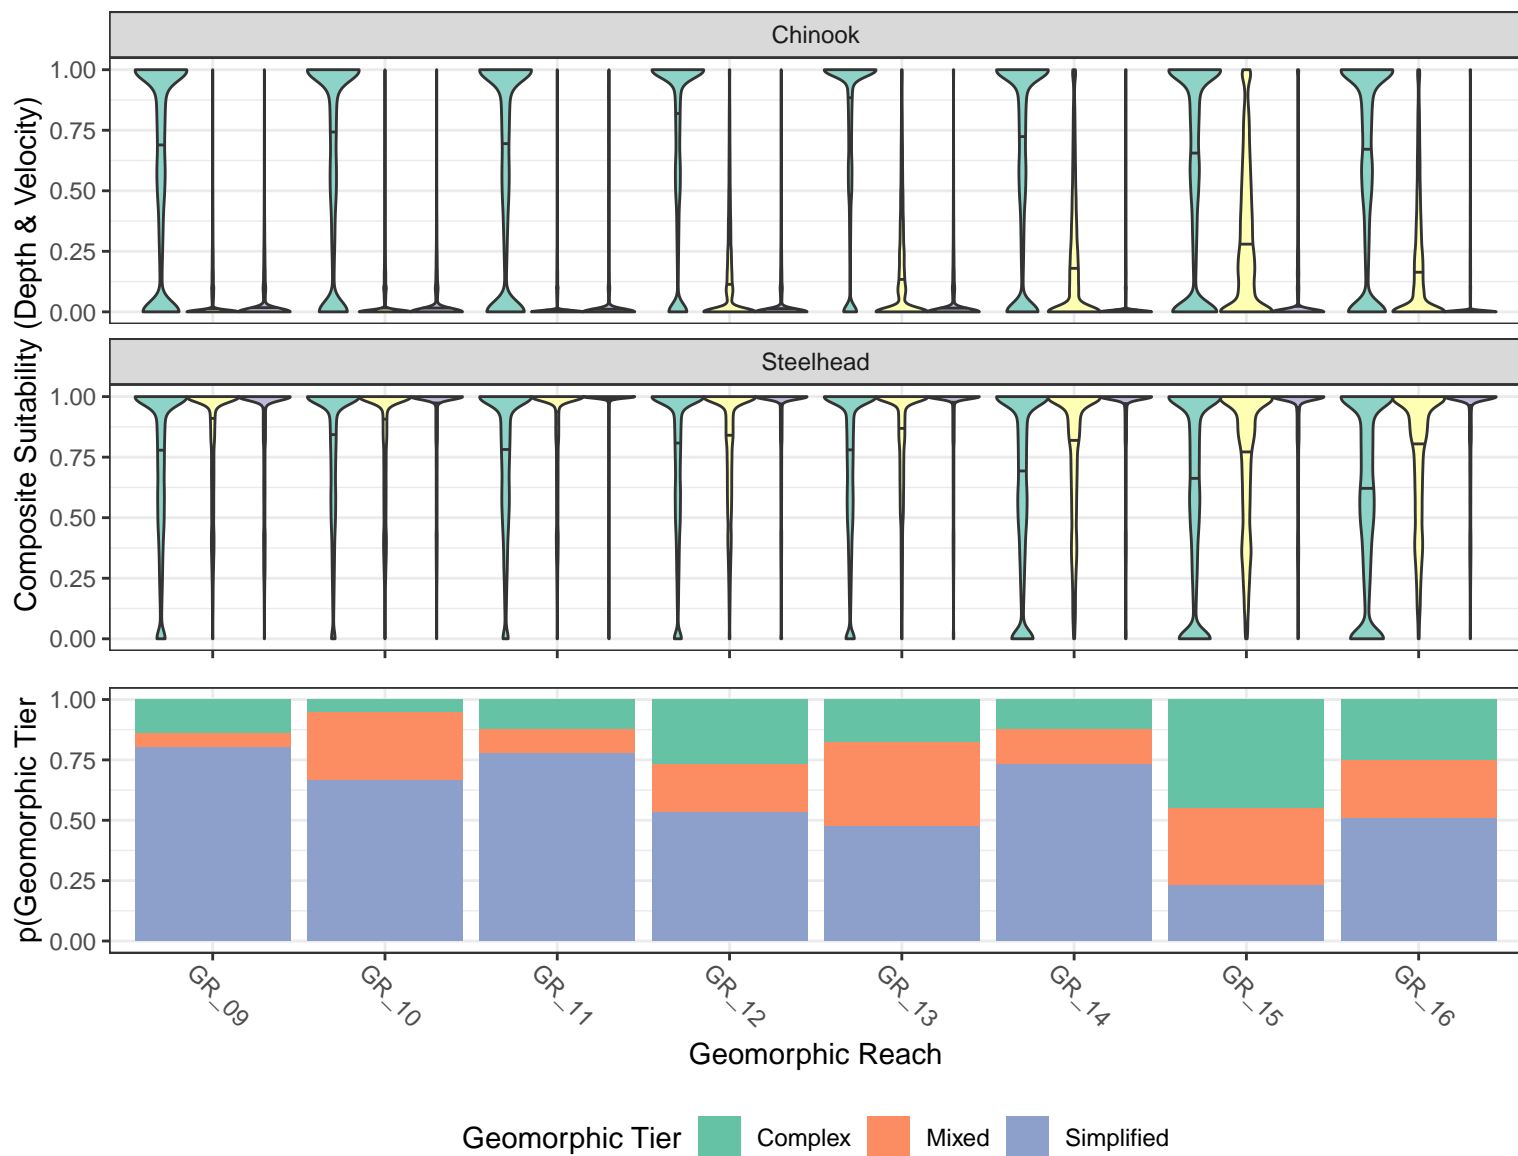 Chinook
1.00
0.75
0.50
0.25
0.00
Composite Suitability (Depth & Velocity)
Steelhead
1.00
0.75
0.50
0.25
0.00
p(Geomorphic Tier
1.00
0.75
0.50
0.25
0.00
GR_09 GR_10 GR_11 GR_12 GR_13 GR_14 GR_15 GR_16
Geomorphic Reach
Geomorphic Tier Complex Mixed Simplified